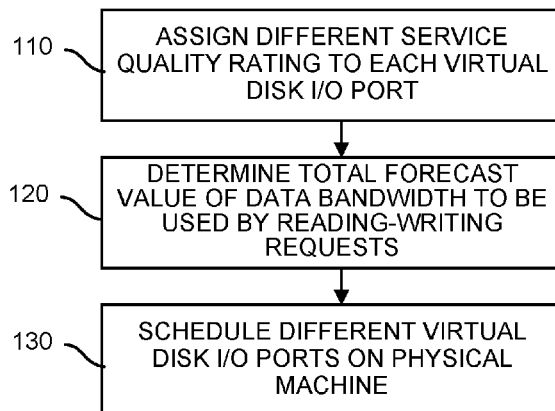 110
ASSIGN DIFFERENT SERVICE
QUALITY RATING TO EACH VIRTUAL
DISK I/O PORT
120
DETERMINE TOTAL FORECAST
VALUE OF DATA BANDWIDTH TO BE
USED BY READING-WRITING
REQUESTS
130
SCHEDULE DIFFERENT VIRTUAL
DISK I/O PORTS ON PHYSICAL
MACHINE